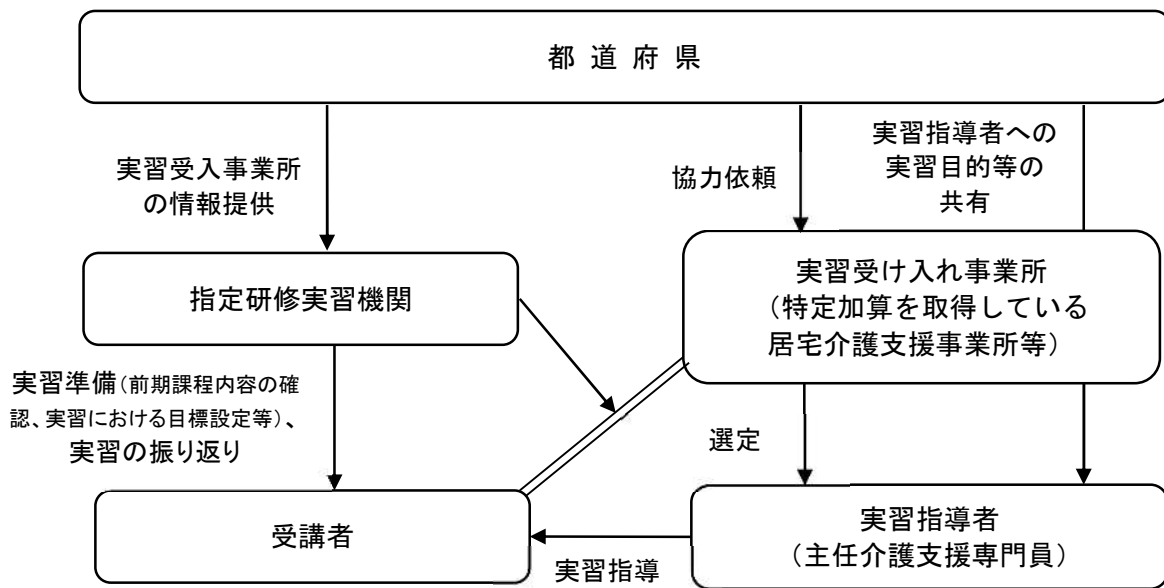 都道府県
実習受入事業所
の情報提供
協力依頼
実習指導者への
実習目的等の
共有
指定研修実習機関
実習受け入れ事業所
（特定加算を取得している
居宅介護支援事業所等）
実習準備（前期課程内容の確
認、実習における目標設定等）、
実習の振り返り
選定
受講者
実習指導
実習指導者
（主任介護支援専門員）